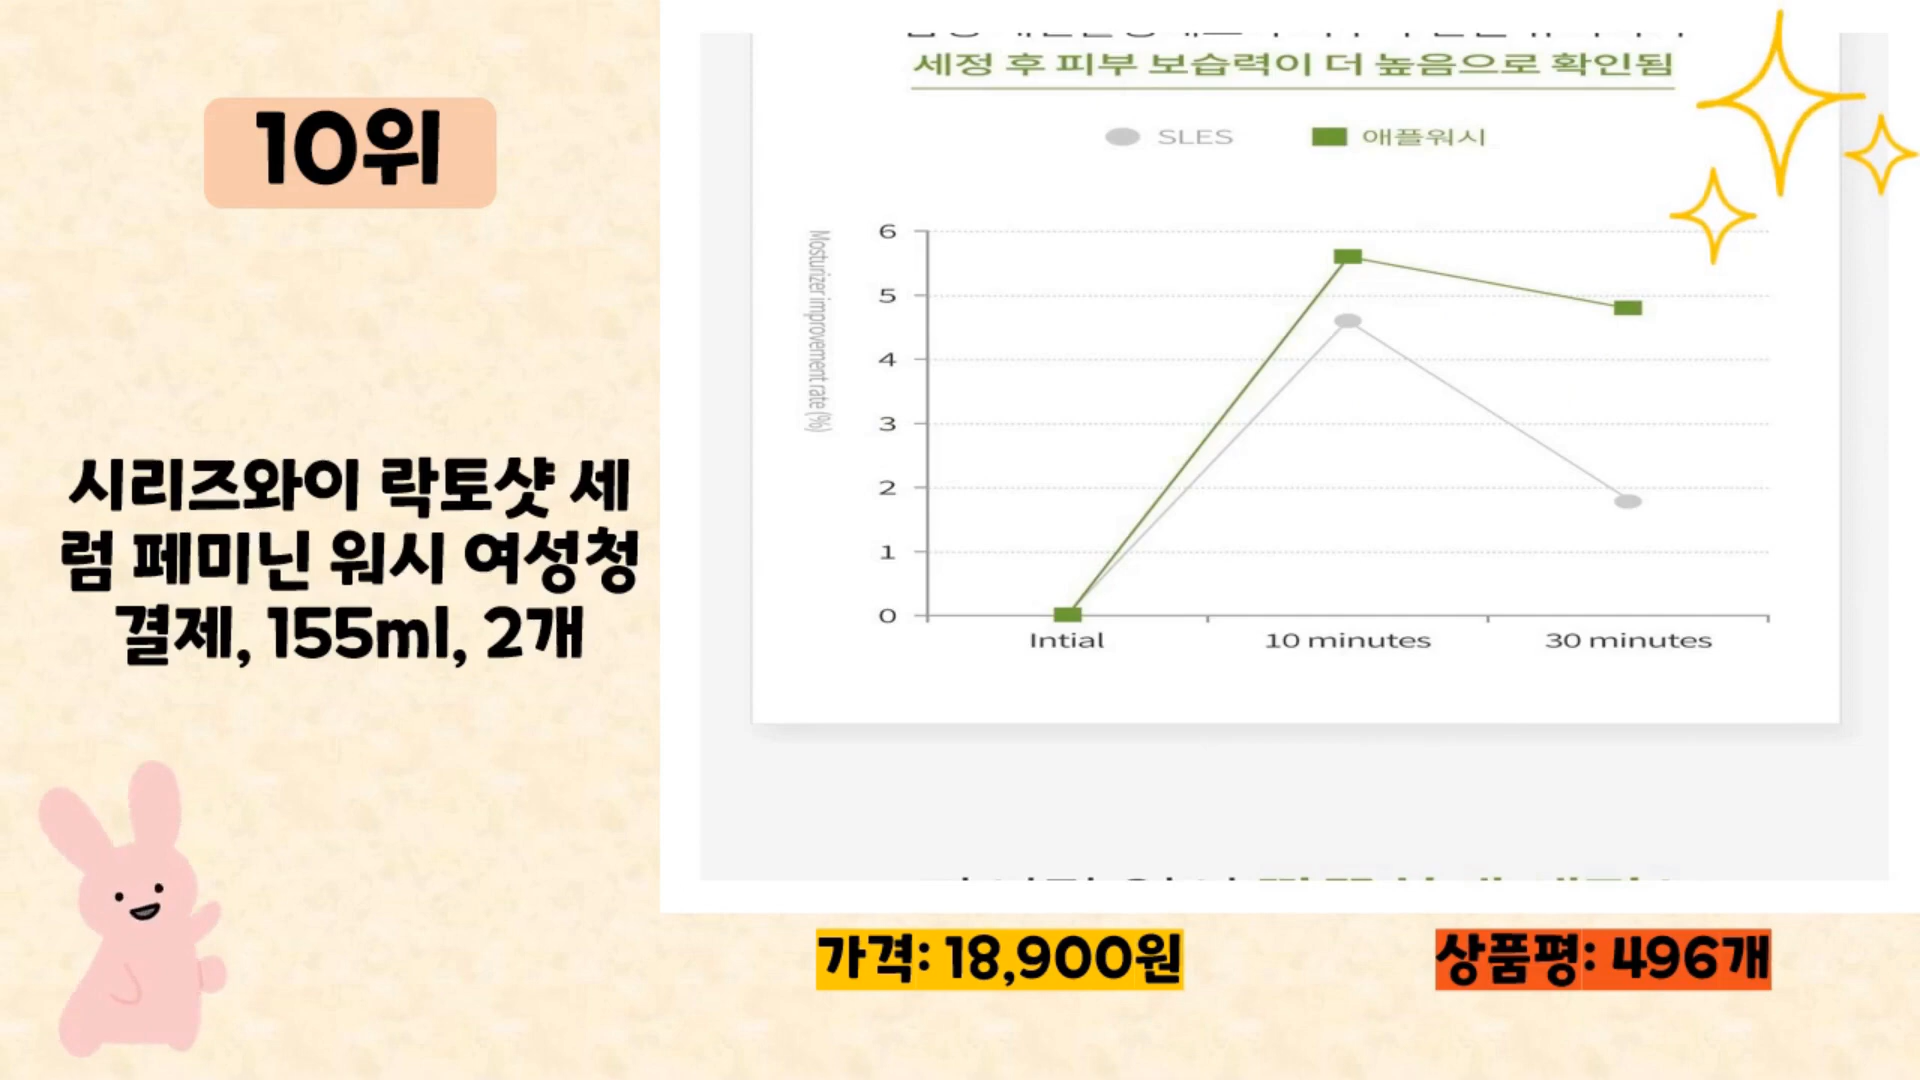 10위
시리즈와이 락토샷 세
럼 페미닌 워시 여성청
결제, 155ml, 2개
세정 후 피부 보습력이 더 높음으로 확인됨
SLES
애플워시
Mosturizer improvement rate (%)
6
5
4
3
2
1
0
Intial
10 minutes
30 minutes
가격: 18,900원
상품평: 496개